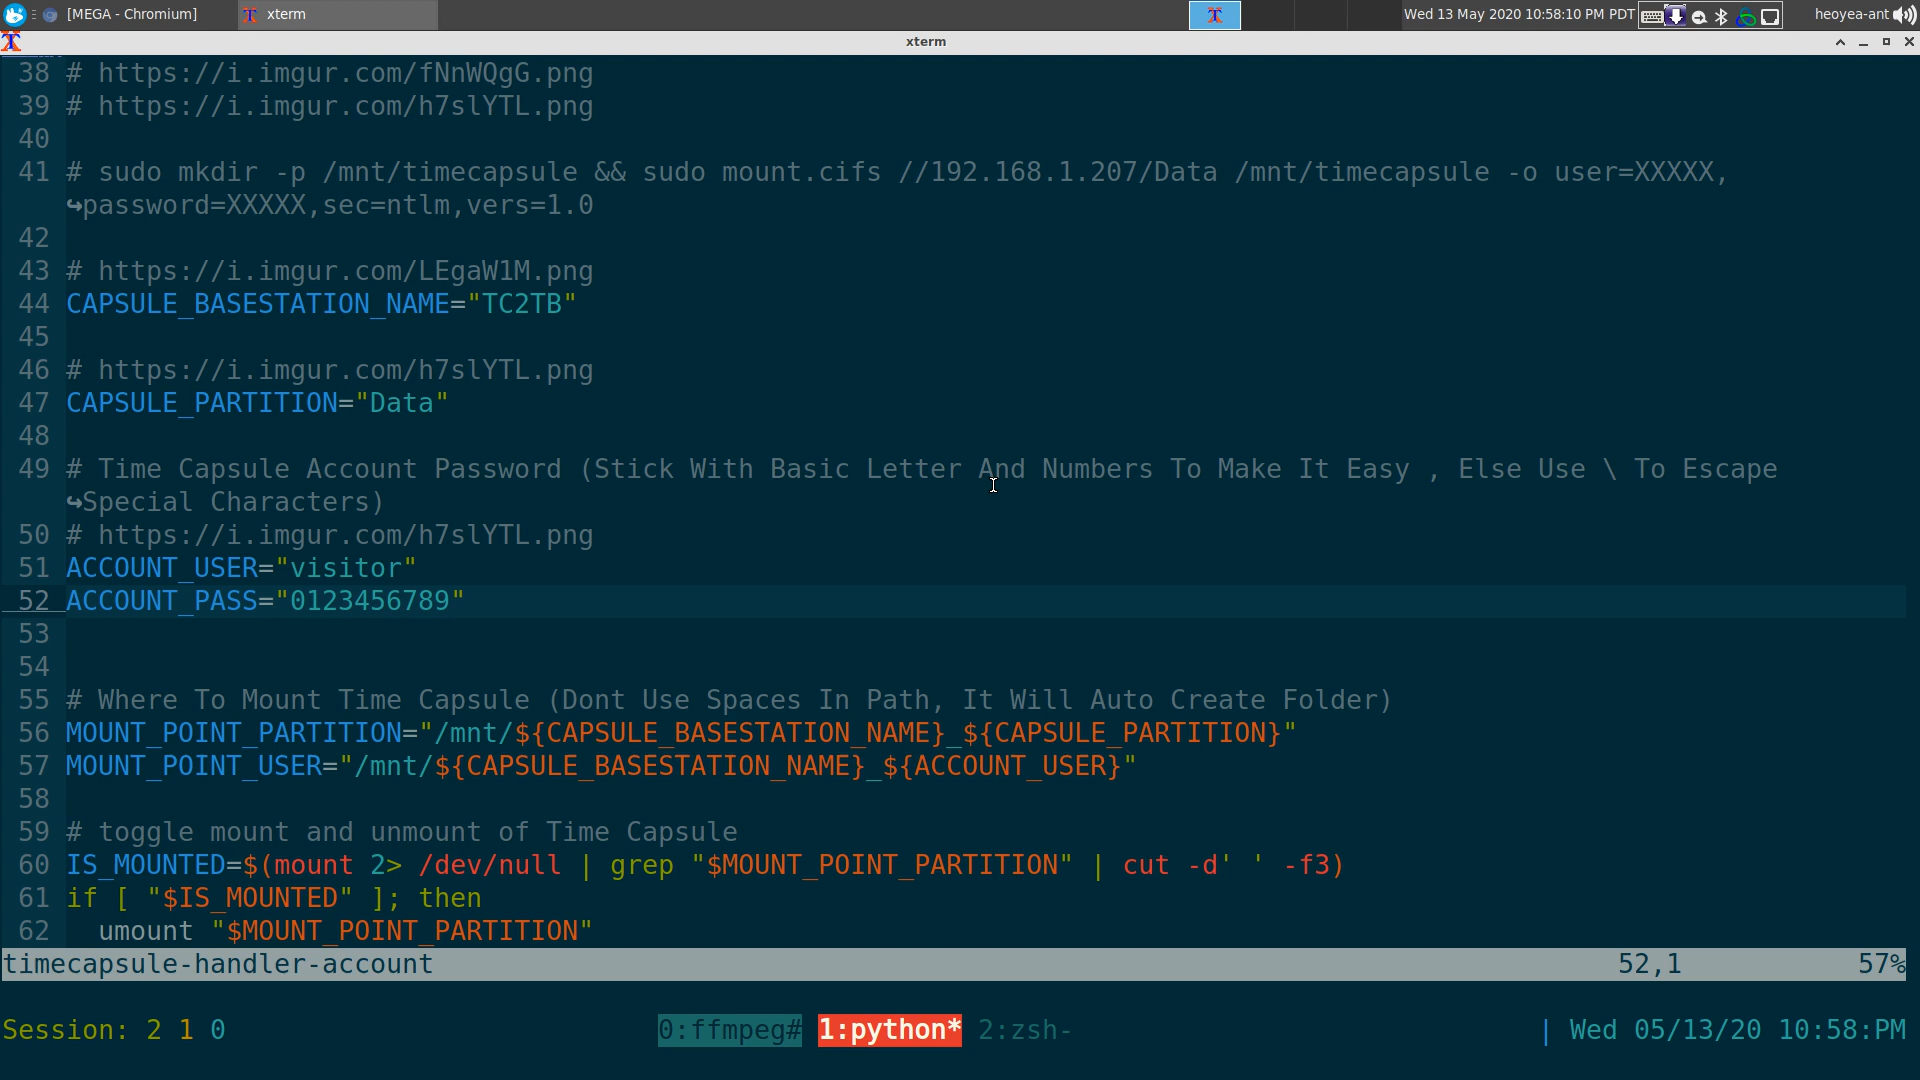 [MEGA - Chromium] xterm Wed 13 May 2020 10:58:10 PM PDT heoyea-ant
xterm
38 # https://i.imgur.com/fNnWQgG.png
39 # https://i.imgur.com/h7slYTL.png
40
41 # sudo mkdir -p /mnt/timecapsule && sudo mount.cifs //192.168.1.207/Data /mnt/timecapsule -o user=XXXXX,
↪password=XXXXX,sec=ntlm,vers=1.0
42
43 # https://i.imgur.com/LEgaW1M.png
44 CAPSULE_BASESTATION_NAME="TC2TB"
45
46 # https://i.imgur.com/h7slYTL.png
47 CAPSULE_PARTITION="Data"
48
49 # Time Capsule Account Password (Stick With Basic Letter And Numbers To Make It Easy , Else Use \ To Escape
↪Special Characters)
50 # https://i.imgur.com/h7slYTL.png
51 ACCOUNT_USER="visitor"
52 ACCOUNT_PASS="0123456789"
53
54
55 # Where To Mount Time Capsule (Dont Use Spaces In Path, It Will Auto Create Folder)
56 MOUNT_POINT_PARTITION="/mnt/${CAPSULE_BASESTATION_NAME}_${CAPSULE_PARTITION}"
57 MOUNT_POINT_USER="/mnt/${CAPSULE_BASESTATION_NAME}_${ACCOUNT_USER}"
58
59 # toggle mount and unmount of Time Capsule
60 IS_MOUNTED=$(mount 2> /dev/null | grep "$MOUNT_POINT_PARTITION" | cut -d' ' -f3)
61 if [ "$IS_MOUNTED" ]; then
62   umount "$MOUNT_POINT_PARTITION"
timecapsule-handler-account 52,1 57%
Session: 2 1 0 0:ffmpeg# 1:python* 2:zsh- | Wed 05/13/20 10:58:PM